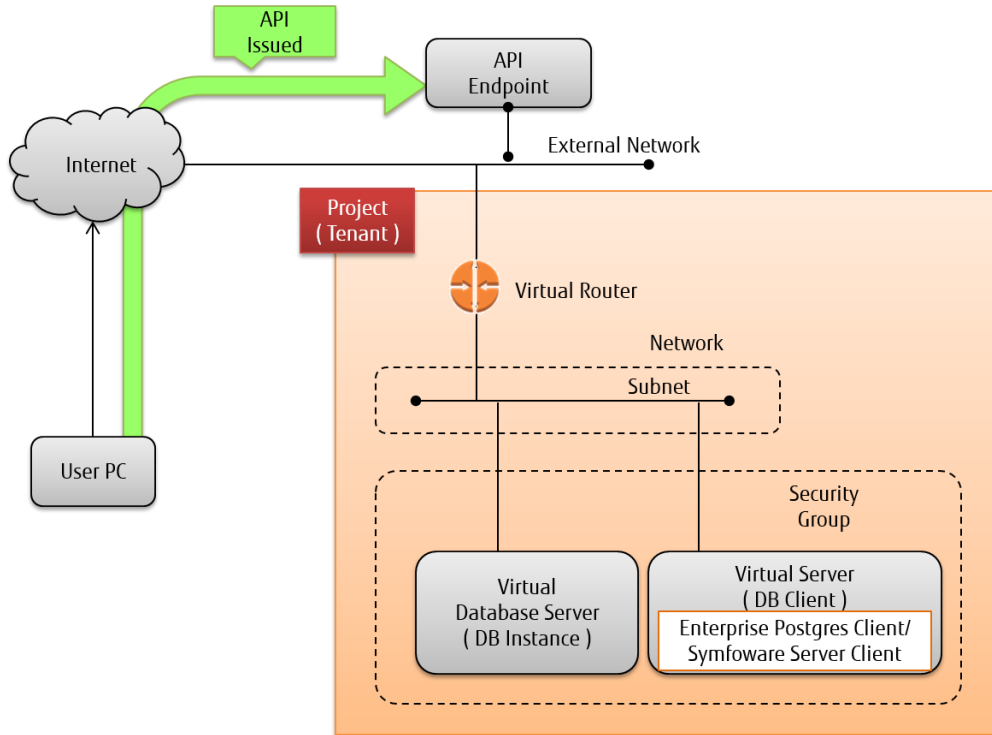 API
Issued
API
Endpoint
External Network
Internet
Project
( Tenant )
Virtual Router
Network
Subnet
User PC
Security
Group
Virtual
Database Server
( DB Instance )
Virtual Server
( DB Client )
Enterprise Postgres Client/
Symfoware Server Client